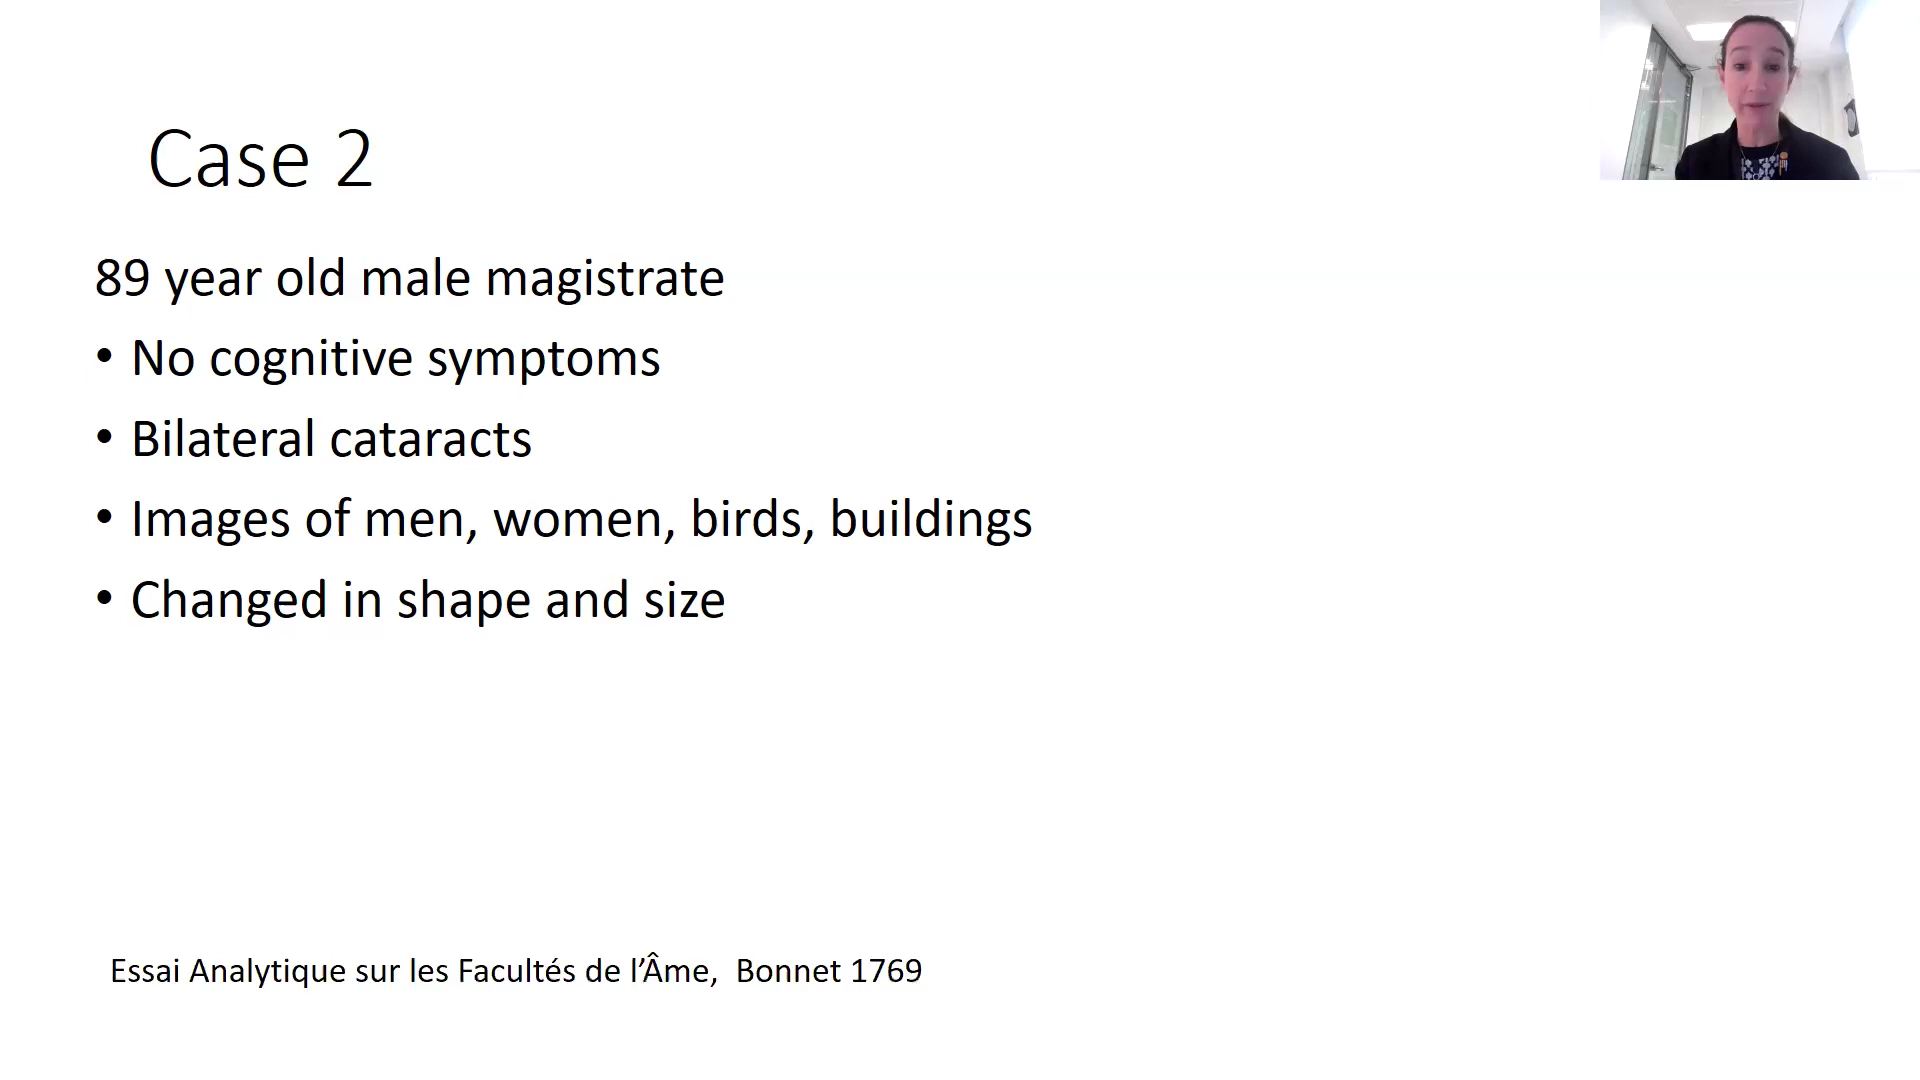 Case 2
89 year old male magistrate
• No cognitive symptoms
• Bilateral cataracts
• Images of men, women, birds, buildings
• Changed in shape and size
Essai Analytique sur les Facultés de l’Âme,  Bonnet 1769